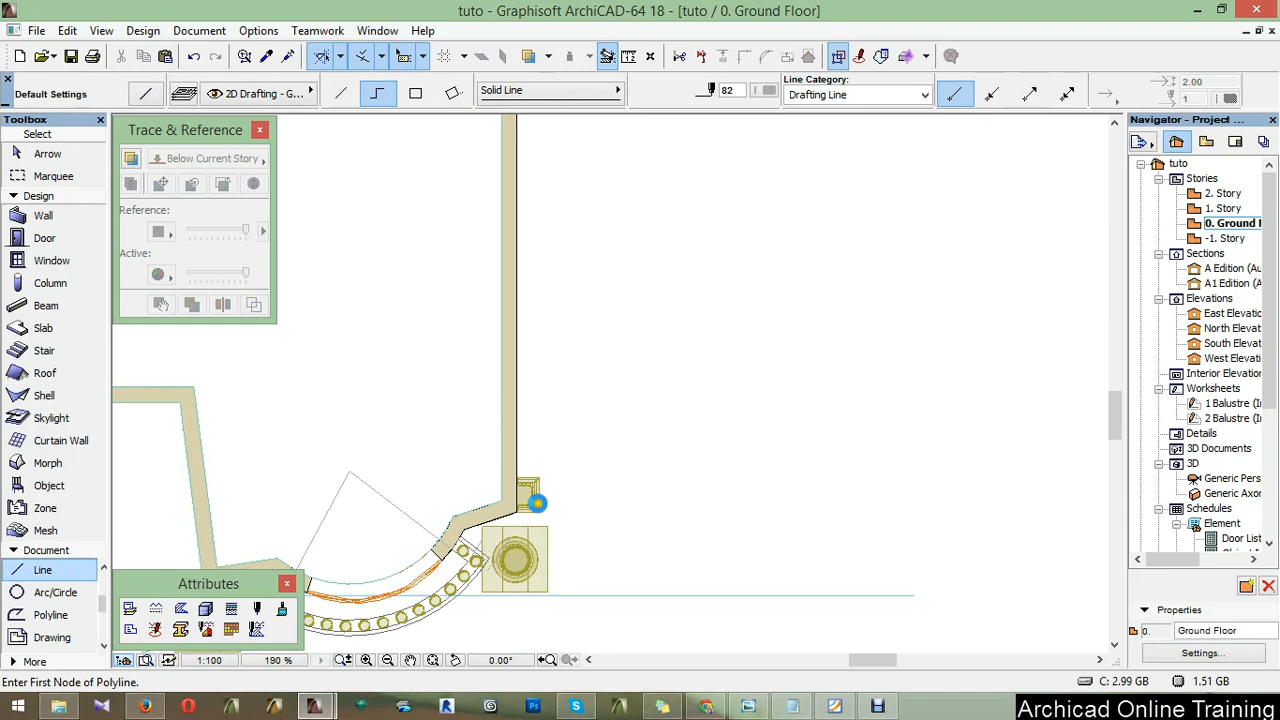 tuto - Graphisoft ArchiCAD-64 18 - [tuto / 0. Ground Floor]
File Edit View Design Document Options Teamwork Window Help
Default Settings
2D Drafting - G...
Solid Line
82
Line Category:
Drafting Line
2.00
1
Toolbox
Select
Arrow
Marquee
Design
Wall
Door
Window
Column
Beam
Slab
Stair
Roof
Shell
Skylight
Curtain Wall
Morph
Object
Zone
Mesh
Document
Line
Arc/Circle
Polyline
Drawing
More
Trace & Reference
Below Current Story
Reference:
Active:
Attributes
1:100
190 %
0.00°
Navigator - Project ...
tuto
Stories
2. Story
1. Story
0. Ground F
-1. Story
Sections
A Edition (Au
A1 Edition (A
Elevations
East Elevatio
North Elevat
South Elevat
West Elevati
Interior Elevation
Worksheets
1 Balustre (I
2 Balustre (I
Details
3D Documents
3D
Generic Pers
Generic Axon
Schedules
Element
Door List
Properties
0.
Ground Floor
Settings...
Enter First Node of Polyline.
C: 2.99 GB
1.51 GB
Archicad Online Training